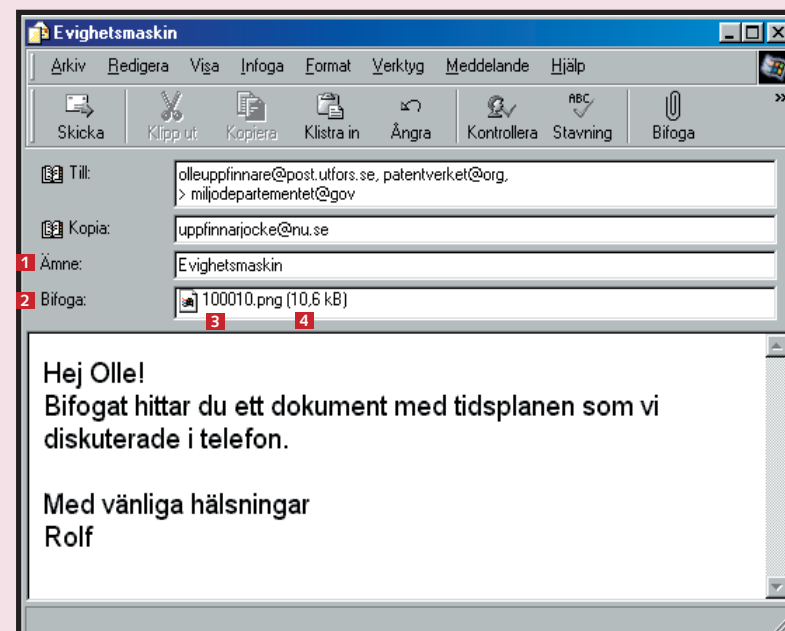 Evighetsmaskin
Arkiv Redigera Visa Infoga Format Verktyg Meddelande Hjälp
ABC
Skicka Klipp ut Kopiera Klistra in Ångra Kontrollera Stavning Bifoga »
Till: olleuppfinnare@post.utfors.se, patentverket@org,
> miljodepartementet@gov
Kopia: uppfinnarjocke@nu.se
1 Ämne: Evighetsmaskin
2 Bifoga: 100010.png (10,6 kB)
3 4
Hej Olle!
Bifogat hittar du ett dokument med tidsplanen som vi
diskuterade i telefon.
Med vänliga hälsningar
Rolf